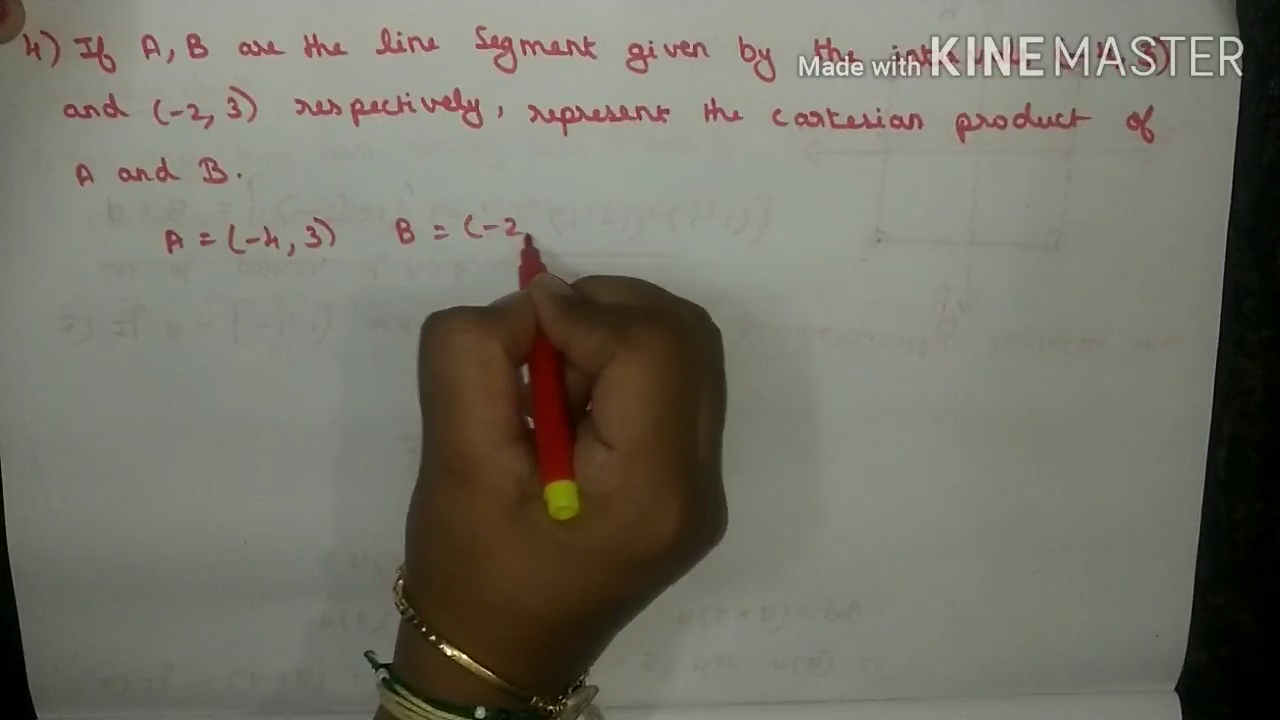 4) If A, B are the line Segment given by the
Made with KINEMASTER
and (-2, 3) respectively, represent the cartesian product of
A and B.
A = (-4, 3) B = (-2,